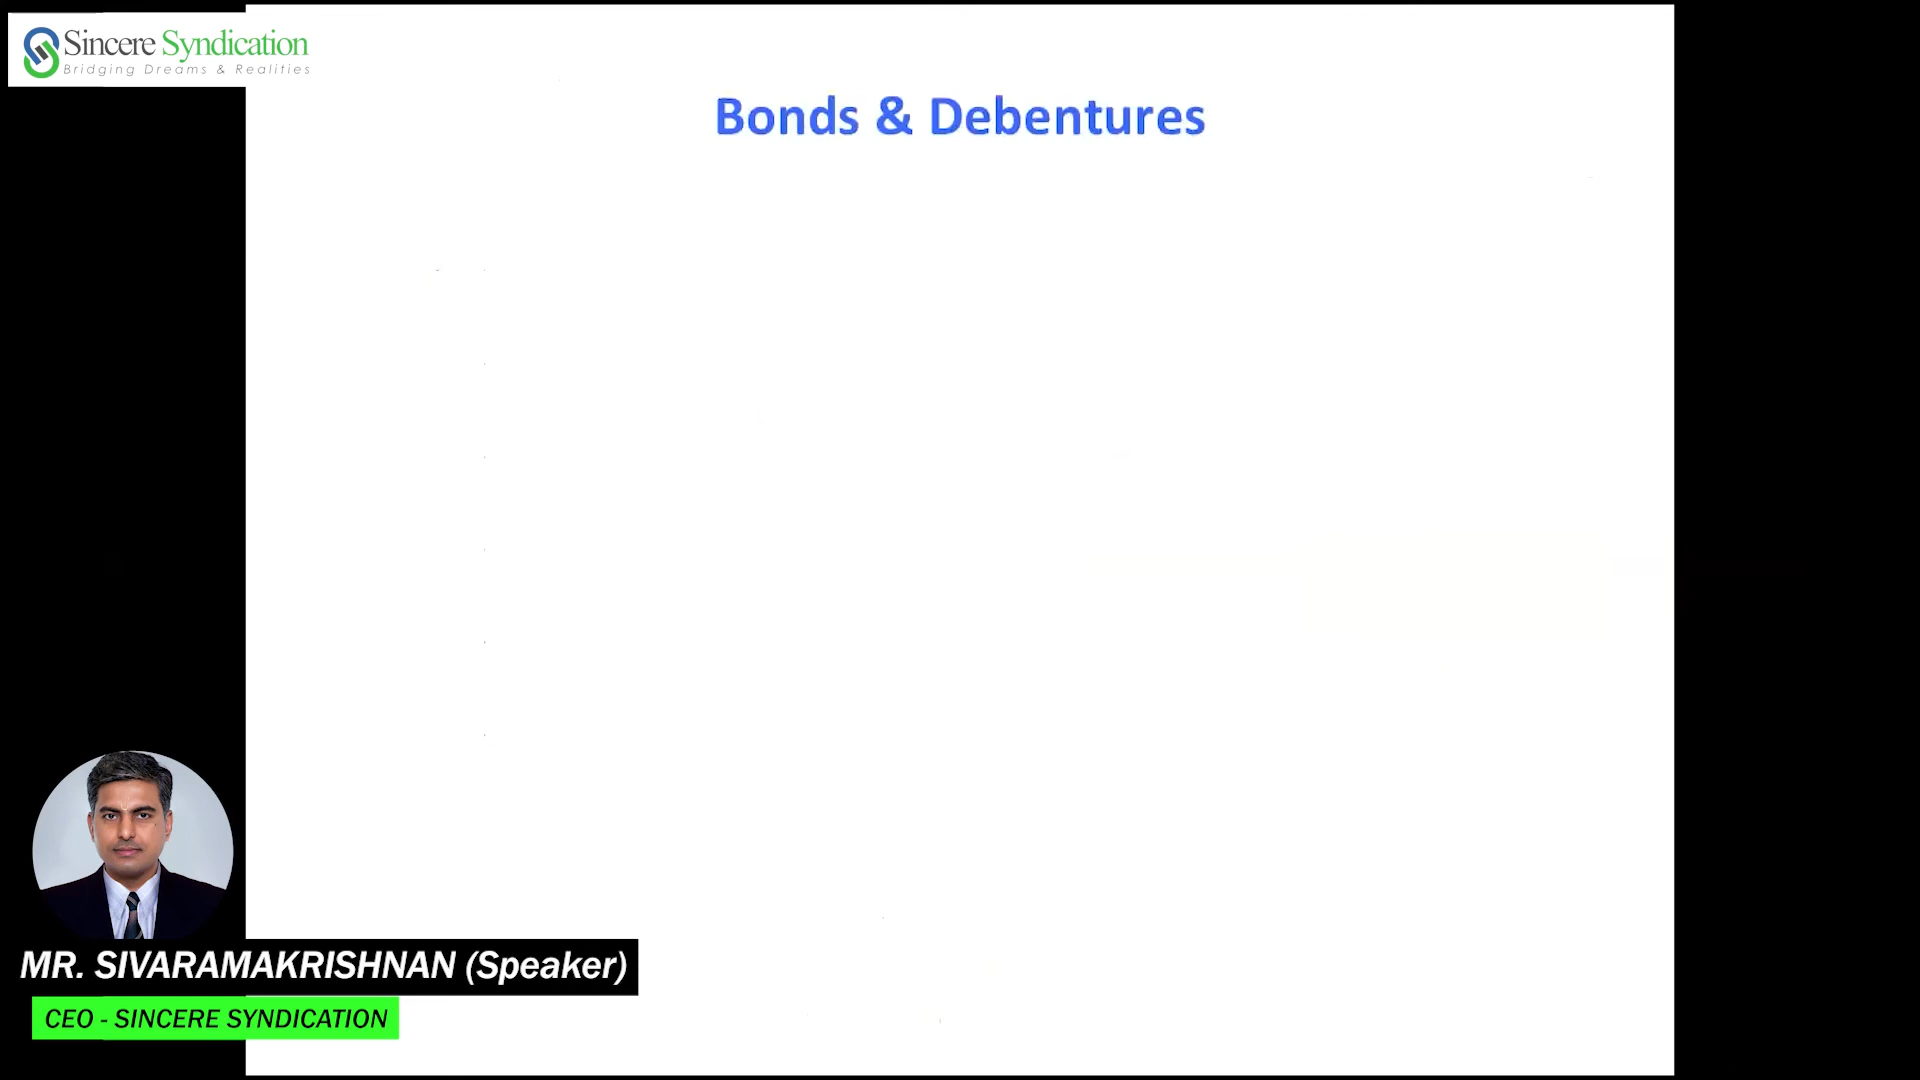 Sincere Syndication
Bridging Dreams & Realities
Bonds & Debentures
MR. SIVARAMAKRISHNAN (Speaker)
CEO - SINCERE SYNDICATION